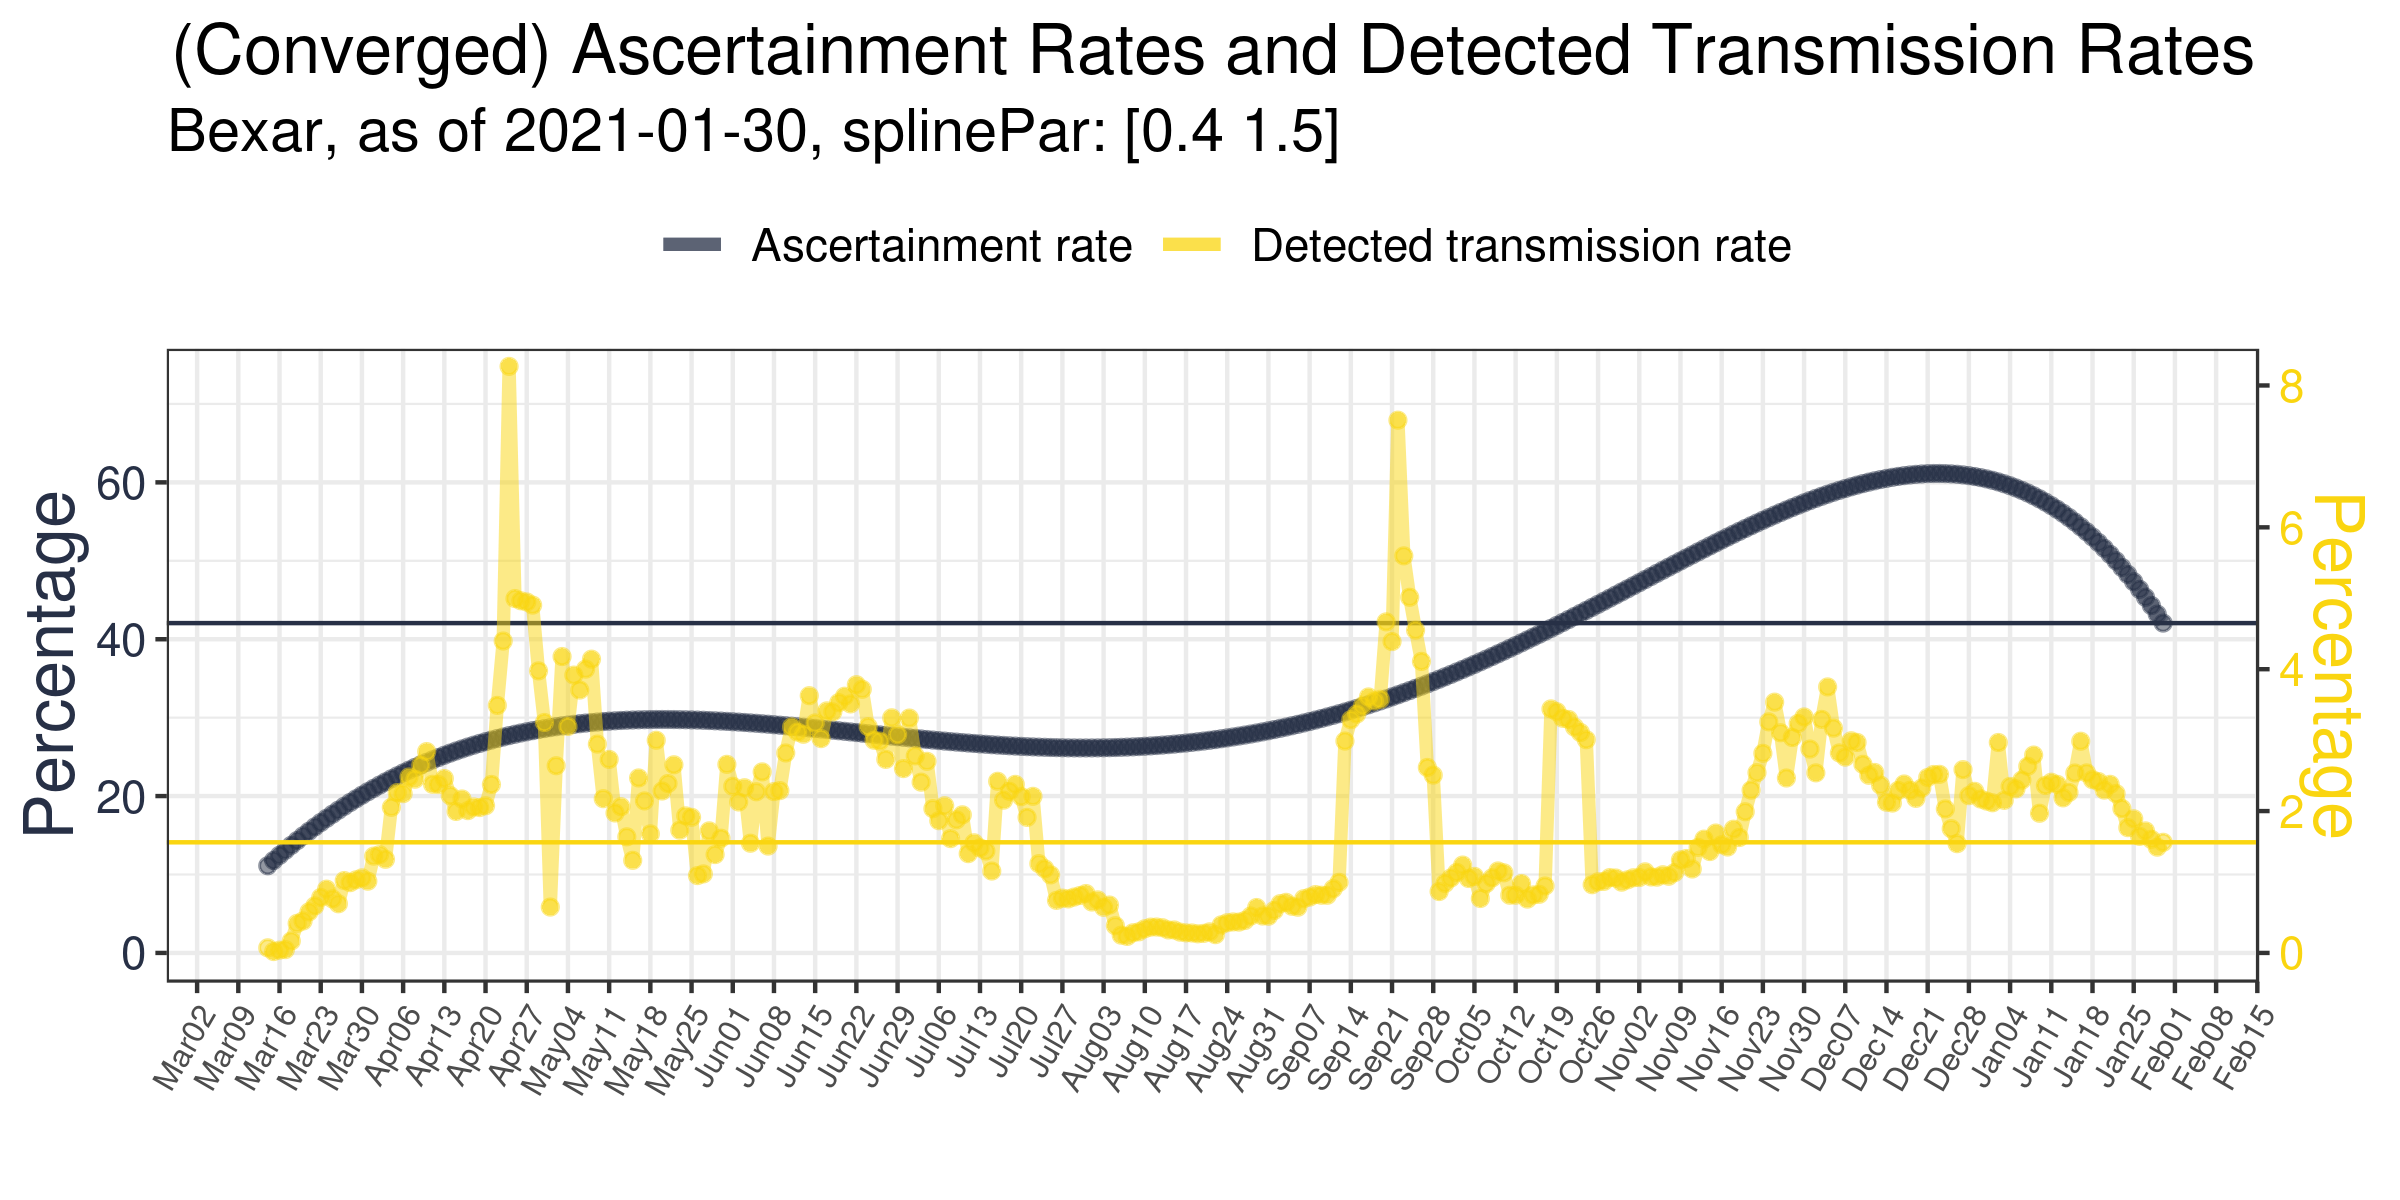 (Converged) Ascertainment Rates and Detected Transmission Rates
Bexar, as of 2021-01-30, splinePar: [0.4 1.5]
Ascertainment rate Detected transmission rate
Percentage
60
40
20
0
8
6
4
2
0
Percentage
Mar02 Mar09 Mar16 Mar23 Mar30 Apr06 Apr13 Apr20 Apr27 May04 May11 May18 May25 Jun01 Jun08 Jun15 Jun22 Jun29 Jul06 Jul13 Jul20 Jul27 Aug03 Aug10 Aug17 Aug24 Aug31 Sep07 Sep14 Sep21 Sep28 Oct05 Oct12 Oct19 Oct26 Nov02 Nov09 Nov16 Nov23 Nov30 Dec07 Dec14 Dec21 Dec28 Jan04 Jan11 Jan18 Jan25 Feb01 Feb08 Feb15